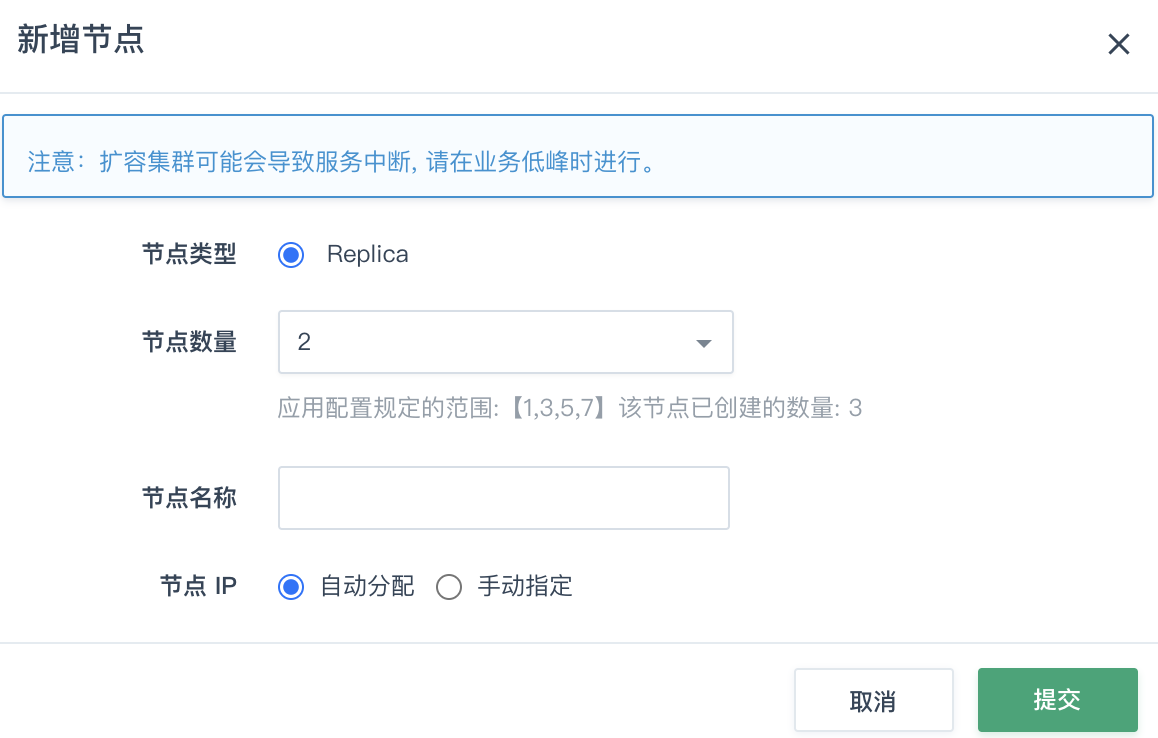 新增节点
注意：扩容集群可能会导致服务中断, 请在业务低峰时进行。
节点类型 Replica
节点数量 2
应用配置规定的范围:【1,3,5,7】该节点已创建的数量: 3
节点名称
节点 IP 自动分配 手动指定
取消 提交